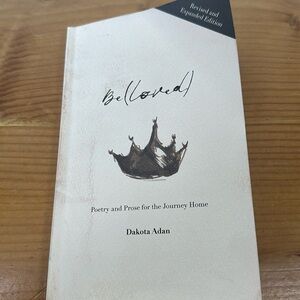 Revised and
Expanded Edition
Be(loved)
Poetry and Prose for the Journey Home
Dakota Adan